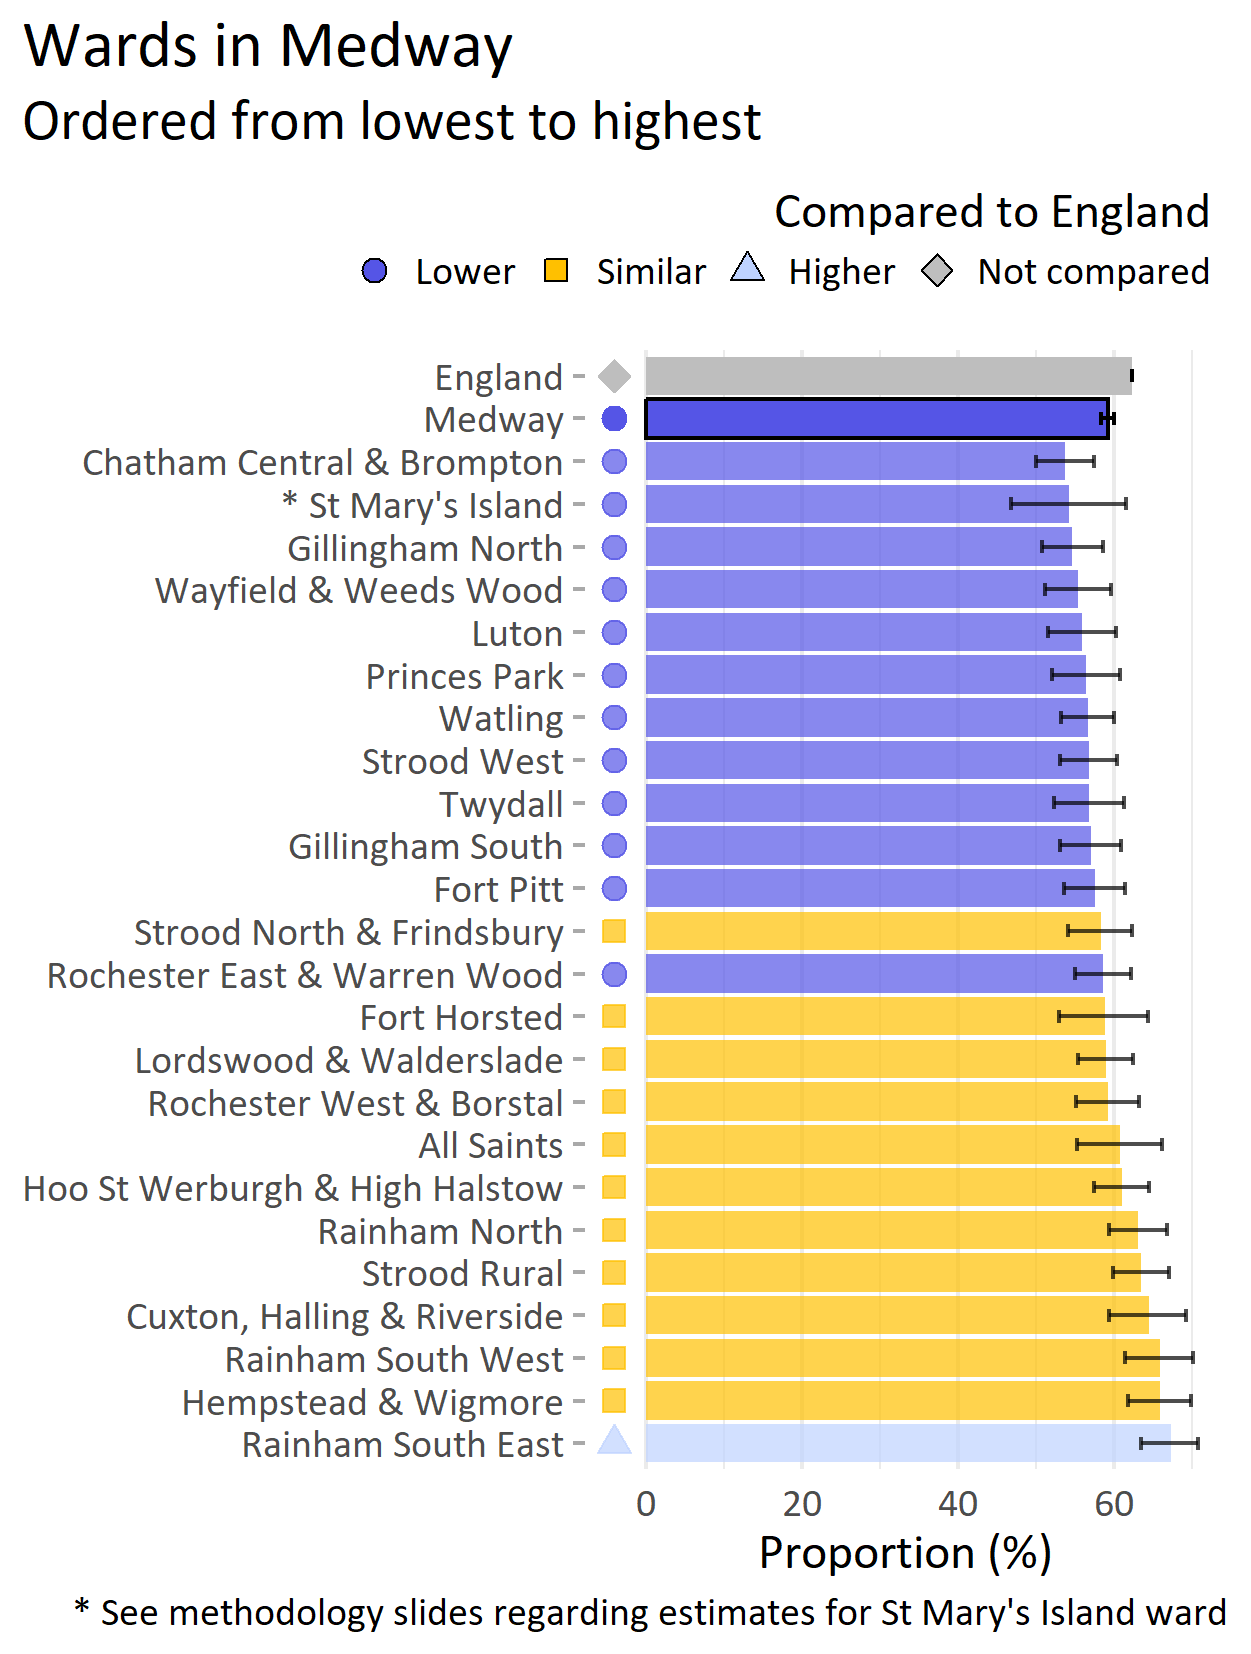 Wards in Medway
Ordered from lowest to highest
Compared to England
Lower Similar Higher Not compared
England
Medway
Chatham Central & Brompton
* St Mary's Island
Gillingham North
Wayfield & Weeds Wood
Luton
Princes Park
Watling
Strood West
Twydall
Gillingham South
Fort Pitt
Strood North & Frindsbury
Rochester East & Warren Wood
Fort Horsted
Lordswood & Walderslade
Rochester West & Borstal
All Saints
Hoo St Werburgh & High Halstow
Rainham North
Strood Rural
Cuxton, Halling & Riverside
Rainham South West
Hempstead & Wigmore
Rainham South East
0 20 40 60
Proportion (%)
* See methodology slides regarding estimates for St Mary's Island ward